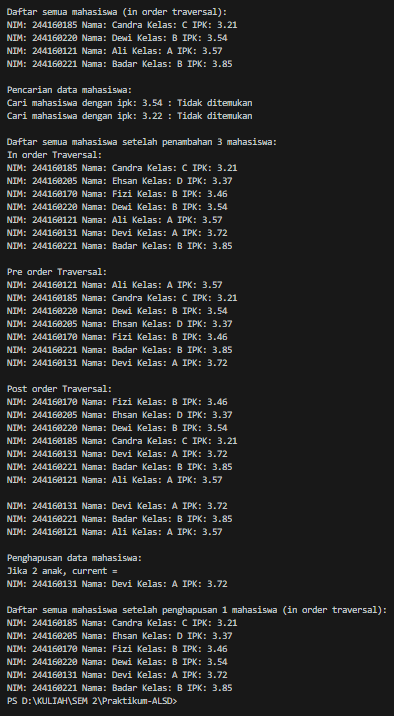 Daftar semua mahasiswa (in order traversal):
NIM: 244160185 Nama: Candra Kelas: C IPK: 3.21
NIM: 244160220 Nama: Dewi Kelas: B IPK: 3.54
NIM: 244160121 Nama: Ali Kelas: A IPK: 3.57
NIM: 244160221 Nama: Badar Kelas: B IPK: 3.85
Pencarian data mahasiswa:
Cari mahasiswa dengan ipk: 3.54 : Tidak ditemukan
Cari mahasiswa dengan ipk: 3.22 : Tidak ditemukan
Daftar semua mahasiswa setelah penambahan 3 mahasiswa:
In order Traversal:
NIM: 244160185 Nama: Candra Kelas: C IPK: 3.21
NIM: 244160205 Nama: Ehsan Kelas: D IPK: 3.37
NIM: 244160170 Nama: Fizi Kelas: B IPK: 3.46
NIM: 244160220 Nama: Dewi Kelas: B IPK: 3.54
NIM: 244160121 Nama: Ali Kelas: A IPK: 3.57
NIM: 244160131 Nama: Devi Kelas: A IPK: 3.72
NIM: 244160221 Nama: Badar Kelas: B IPK: 3.85
Pre order Traversal:
NIM: 244160121 Nama: Ali Kelas: A IPK: 3.57
NIM: 244160185 Nama: Candra Kelas: C IPK: 3.21
NIM: 244160220 Nama: Dewi Kelas: B IPK: 3.54
NIM: 244160205 Nama: Ehsan Kelas: D IPK: 3.37
NIM: 244160170 Nama: Fizi Kelas: B IPK: 3.46
NIM: 244160221 Nama: Badar Kelas: B IPK: 3.85
NIM: 244160131 Nama: Devi Kelas: A IPK: 3.72
Post order Traversal:
NIM: 244160170 Nama: Fizi Kelas: B IPK: 3.46
NIM: 244160205 Nama: Ehsan Kelas: D IPK: 3.37
NIM: 244160220 Nama: Dewi Kelas: B IPK: 3.54
NIM: 244160185 Nama: Candra Kelas: C IPK: 3.21
NIM: 244160131 Nama: Devi Kelas: A IPK: 3.72
NIM: 244160221 Nama: Badar Kelas: B IPK: 3.85
NIM: 244160121 Nama: Ali Kelas: A IPK: 3.57
NIM: 244160131 Nama: Devi Kelas: A IPK: 3.72
NIM: 244160221 Nama: Badar Kelas: B IPK: 3.85
NIM: 244160121 Nama: Ali Kelas: A IPK: 3.57
Penghapusan data mahasiswa:
Jika 2 anak, current =
NIM: 244160131 Nama: Devi Kelas: A IPK: 3.72
Daftar semua mahasiswa setelah penghapusan 1 mahasiswa (in order traversal):
NIM: 244160185 Nama: Candra Kelas: C IPK: 3.21
NIM: 244160205 Nama: Ehsan Kelas: D IPK: 3.37
NIM: 244160170 Nama: Fizi Kelas: B IPK: 3.46
NIM: 244160220 Nama: Dewi Kelas: B IPK: 3.54
NIM: 244160131 Nama: Devi Kelas: A IPK: 3.72
NIM: 244160221 Nama: Badar Kelas: B IPK: 3.85
PS D:\KULIAH\SEM 2\Praktikum-ALSD>